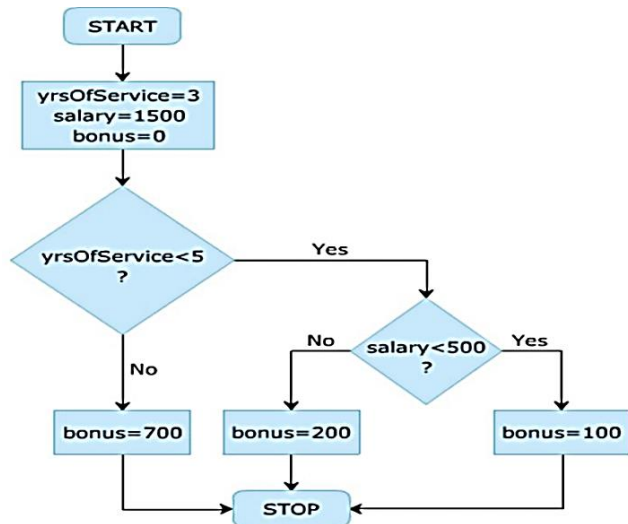 START
yrsOfService=3
salary=1500
bonus=0
yrsOfService<5
?
Yes
No
salary<500
?
No
Yes
bonus=700
bonus=200
bonus=100
STOP